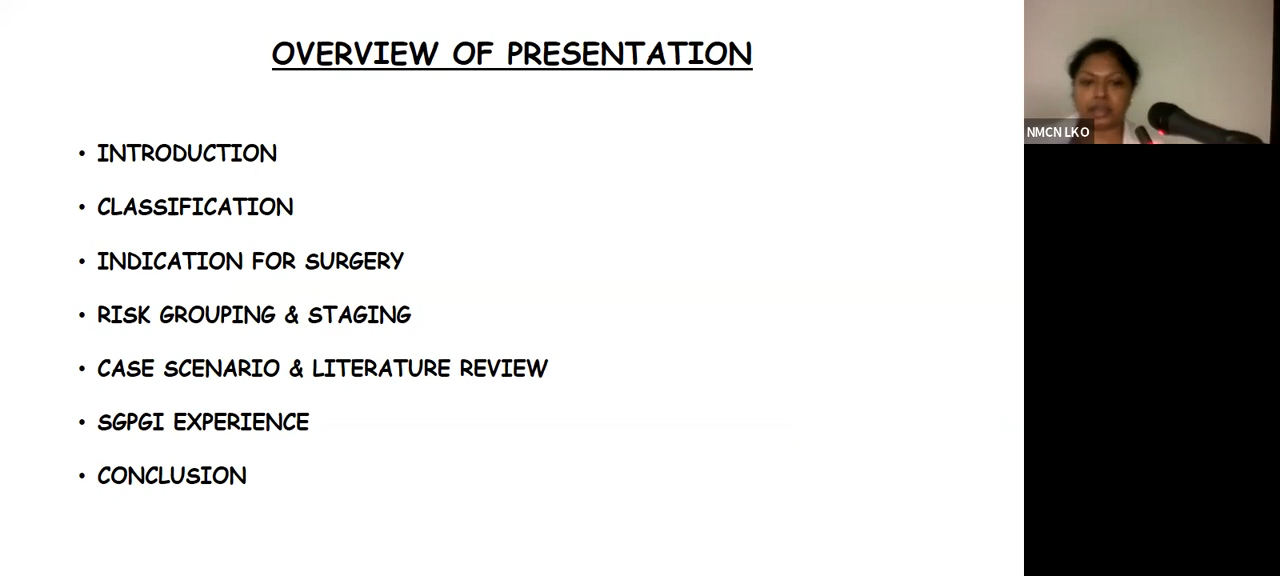 OVERVIEW OF PRESENTATION
• INTRODUCTION
• CLASSIFICATION
• INDICATION FOR SURGERY
• RISK GROUPING & STAGING
• CASE SCENARIO & LITERATURE REVIEW
• SGPGI EXPERIENCE
• CONCLUSION
NMCN LKO